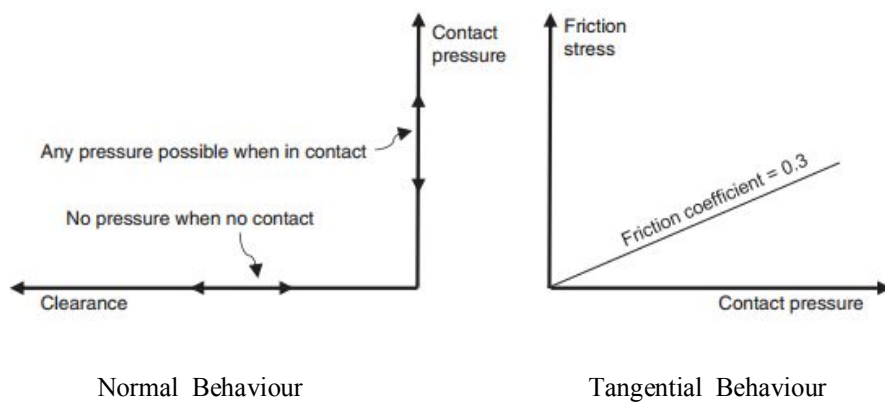 Contact
pressure
Any pressure possible when in contact
No pressure when no contact
Clearance
Friction
stress
Friction coefficient = 0.3
Contact pressure
Normal Behaviour
Tangential Behaviour